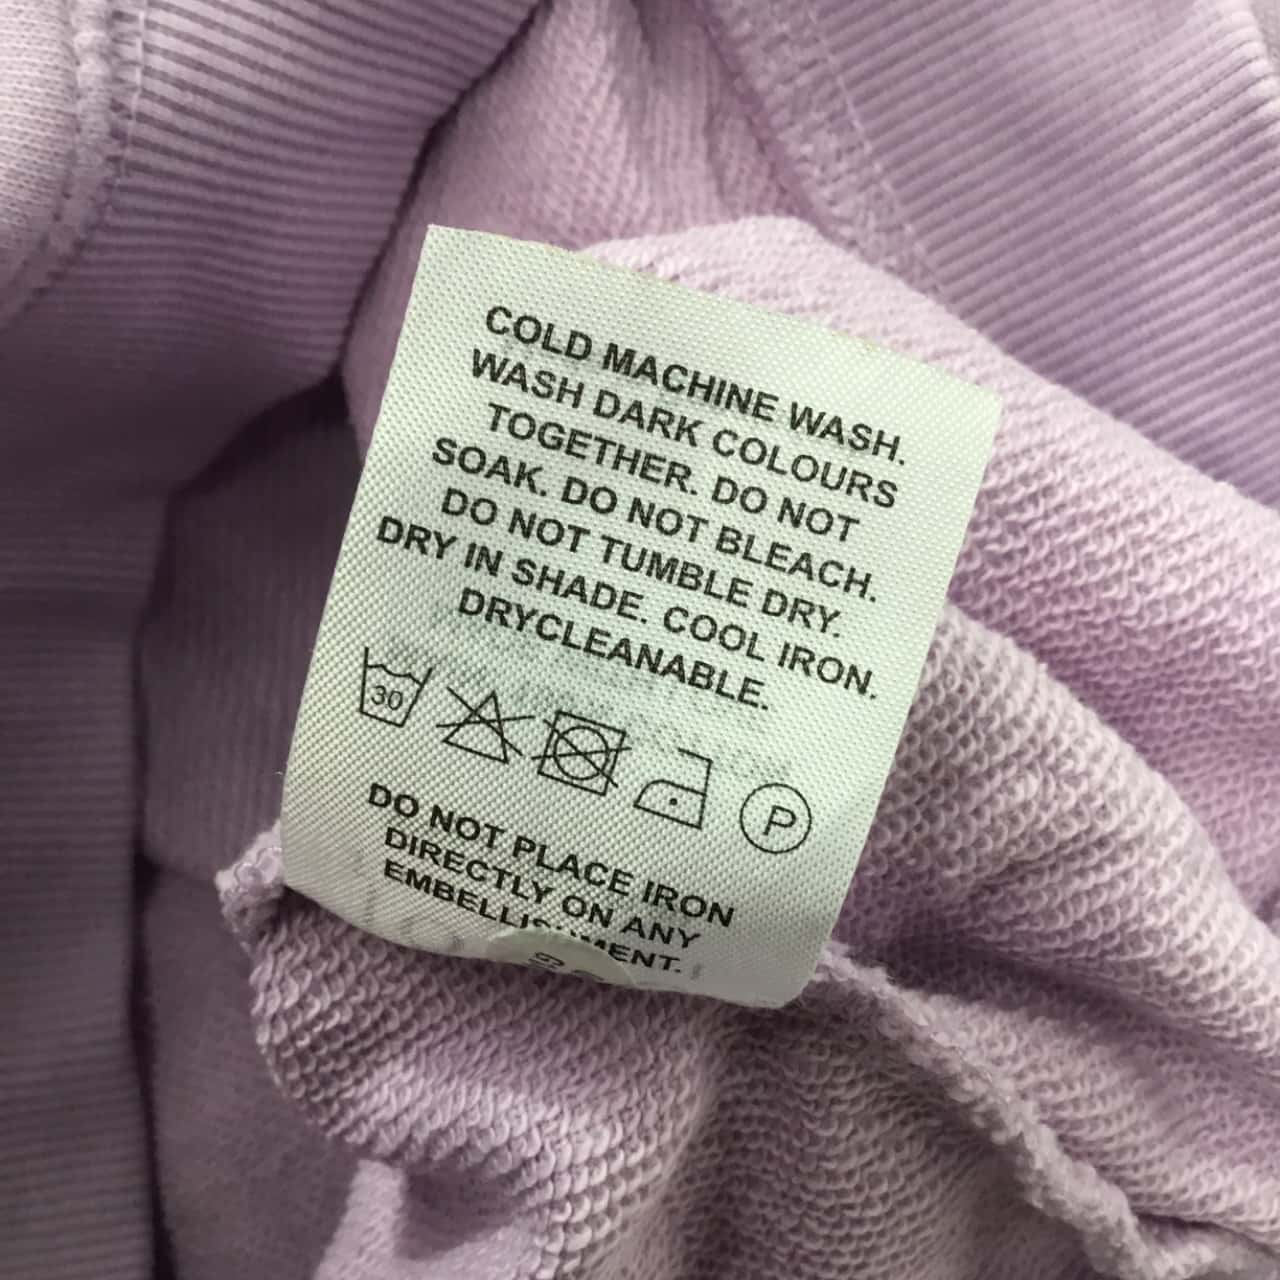 COLD MACHINE WASH.
WASH DARK COLOURS
TOGETHER. DO NOT
SOAK. DO NOT BLEACH.
DO NOT TUMBLE DRY.
DRY IN SHADE. COOL IRON.
DRYCLEANABLE.
30 P
DO NOT PLACE IRON
DIRECTLY ON ANY
EMBELLISHMENT.